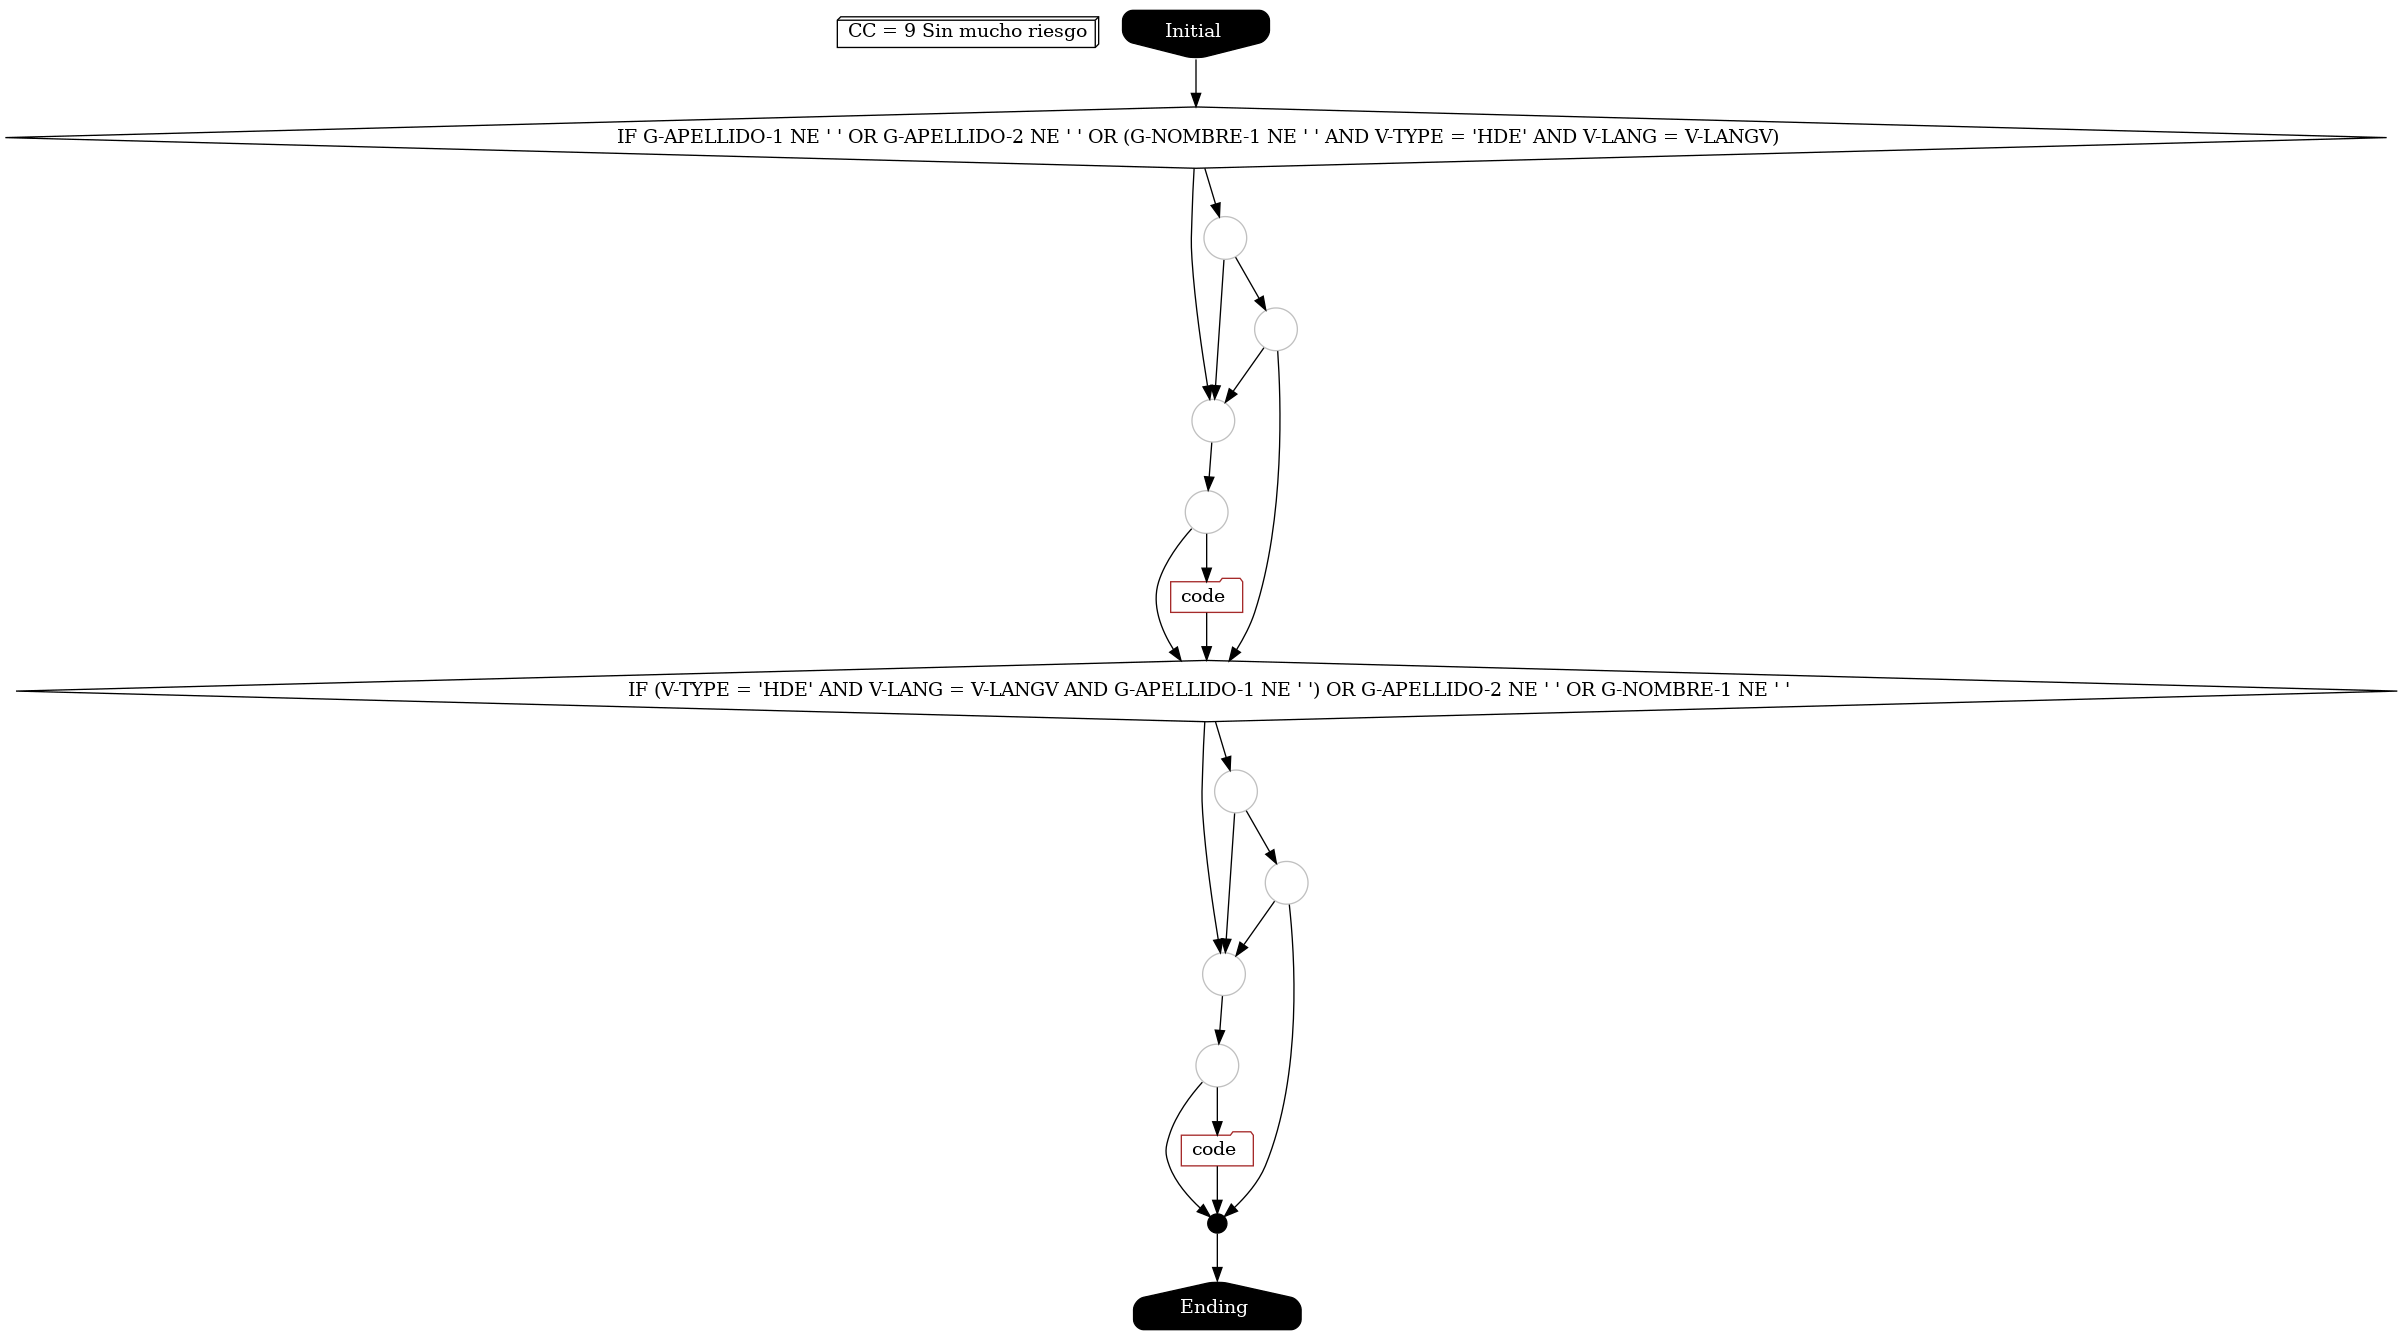 CC = 9 Sin mucho riesgo
Initial
IF G-APELLIDO-1 NE ' ' OR G-APELLIDO-2 NE ' ' OR (G-NOMBRE-1 NE ' ' AND V-TYPE = 'HDE' AND V-LANG = V-LANGV)
code
IF (V-TYPE = 'HDE' AND V-LANG = V-LANGV AND G-APELLIDO-1 NE ' ') OR G-APELLIDO-2 NE ' ' OR G-NOMBRE-1 NE ' '
code
Ending